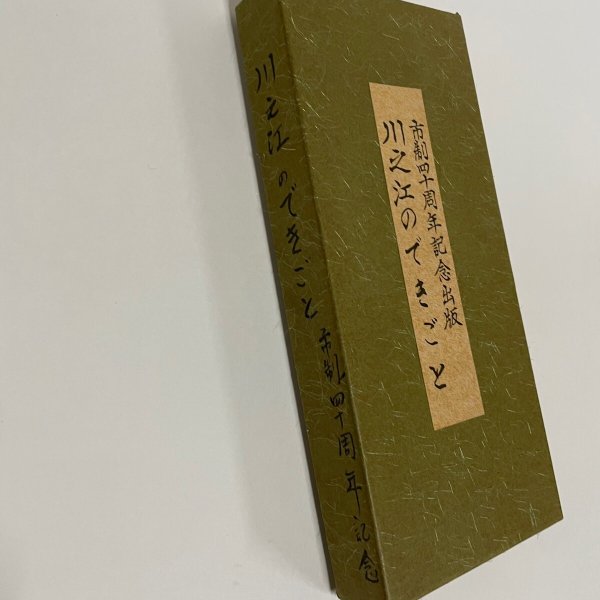 市制四十周年記念出版
川之江のできごと
川之江のできごと 市制四十周年記念